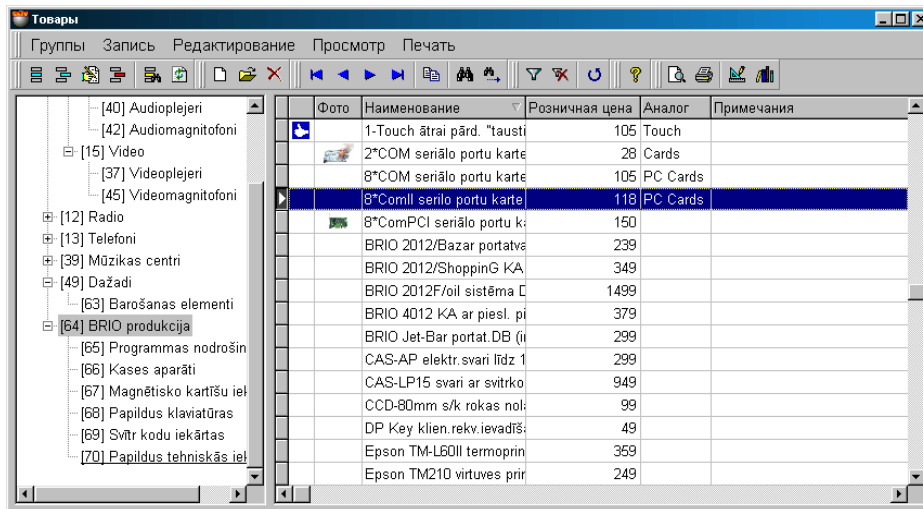 Товары
Группы Запись Редактирование Просмотр Печать
[40] Audioplejeri
[42] Audiomagnitofoni
[15] Video
[37] Videoplejeri
[45] Videomagnitofoni
[12] Radio
[13] Telefoni
[39] Mūzikas centri
[49] Dažadi
[63] Barošanas elementi
[64] BRIO produkcija
[65] Programmas nodrošin
[66] Kases aparāti
[67] Magnētisko kartīšu iek
[68] Papildus klaviatūras
[69] Svītr kodu iekārtas
[70] Papildus tehniskās iek
Фото Наименование Розничная цена Аналог Примечания
1-Touch ātrai pārd. "tausti 105 Touch
2*COM seriālo portu karte 28 Cards
8*COM seriālo portu karte 105 PC Cards
8*ComII serilo portu karte 118 PC Cards
8*ComPCI seriālo portu ka 150
BRIO 2012/Bazar portatva 239
BRIO 2012/ShoppinG KA 349
BRIO 2012F/oil sistēma D 1499
BRIO 4012 KA ar piesl. pi 379
BRIO Jet-Bar portat.DB (i 299
CAS-AP elektr.svari līdz 1 299
CAS-LP15 svari ar svitrko 949
CCD-80mm s/k rokas nola 99
DP Key klien.rekv.ievadīš 49
Epson TM-L60II termoprin 359
Epson TM210 virtuves prin 249